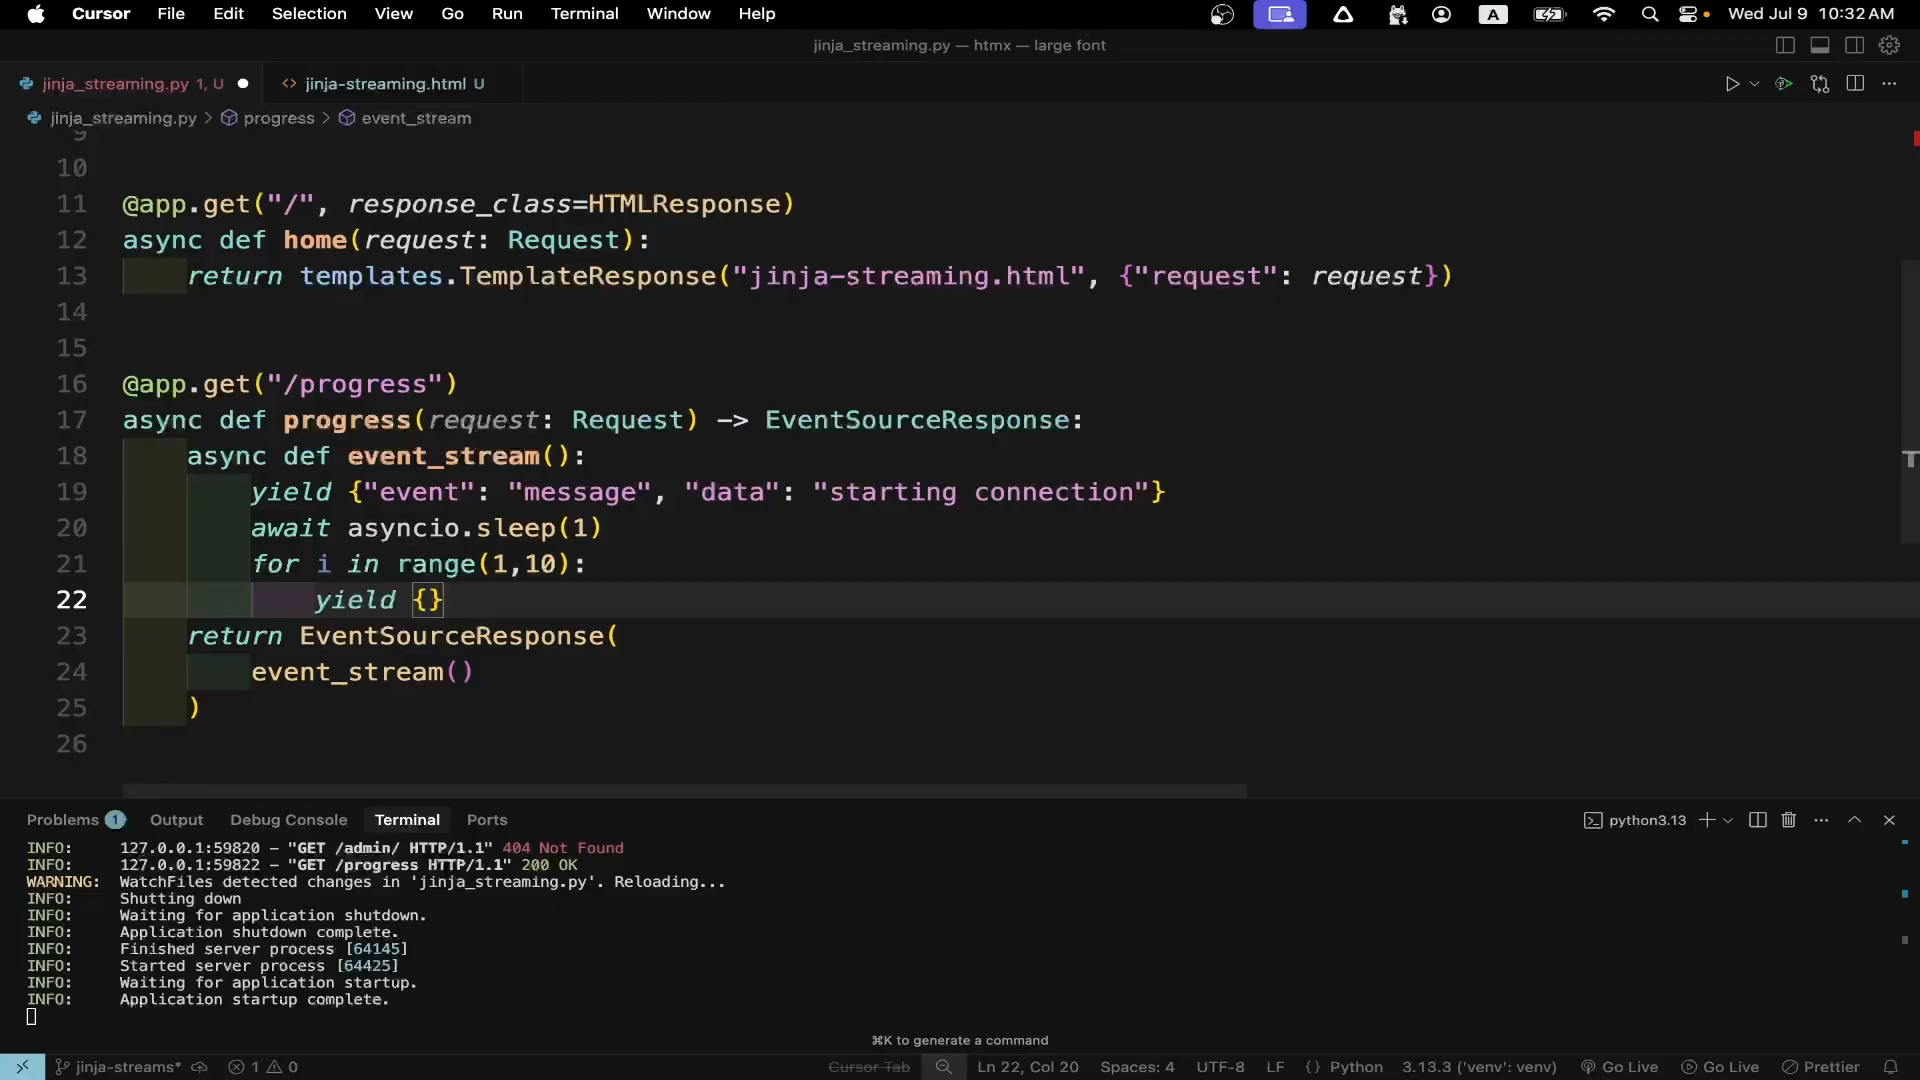 Cursor File Edit Selection View Go Run Terminal Window Help A Wed Jul 9 10:32 AM
jinja_streaming.py — htmx — large font
jinja_streaming.py 1, U jinja-streaming.html U
jinja_streaming.py > progress > event_stream
9
10
11 @app.get("/", response_class=HTMLResponse)
12 async def home(request: Request):
13 return templates.TemplateResponse("jinja-streaming.html", {"request": request})
14
15
16 @app.get("/progress")
17 async def progress(request: Request) -> EventSourceResponse:
18 async def event_stream():
19 yield {"event": "message", "data": "starting connection"}
20 await asyncio.sleep(1)
21 for i in range(1,10):
22 yield {}
23 return EventSourceResponse(
24 event_stream()
25 )
26
Problems 1 Output Debug Console Terminal Ports python3.13
INFO: 127.0.0.1:59820 – "GET /admin/ HTTP/1.1" 404 Not Found
INFO: 127.0.0.1:59822 – "GET /progress HTTP/1.1" 200 OK
WARNING: WatchFiles detected changes in 'jinja_streaming.py'. Reloading...
INFO: Shutting down
INFO: Waiting for application shutdown.
INFO: Application shutdown complete.
INFO: Finished server process [64145]
INFO: Started server process [64425]
INFO: Waiting for application startup.
INFO: Application startup complete.
⌘K to generate a command
jinja-streams* 1 0 Cursor Tab Ln 22, Col 20 Spaces: 4 UTF-8 LF {} Python 3.13.3 ('venv': venv) Go Live Go Live Prettier